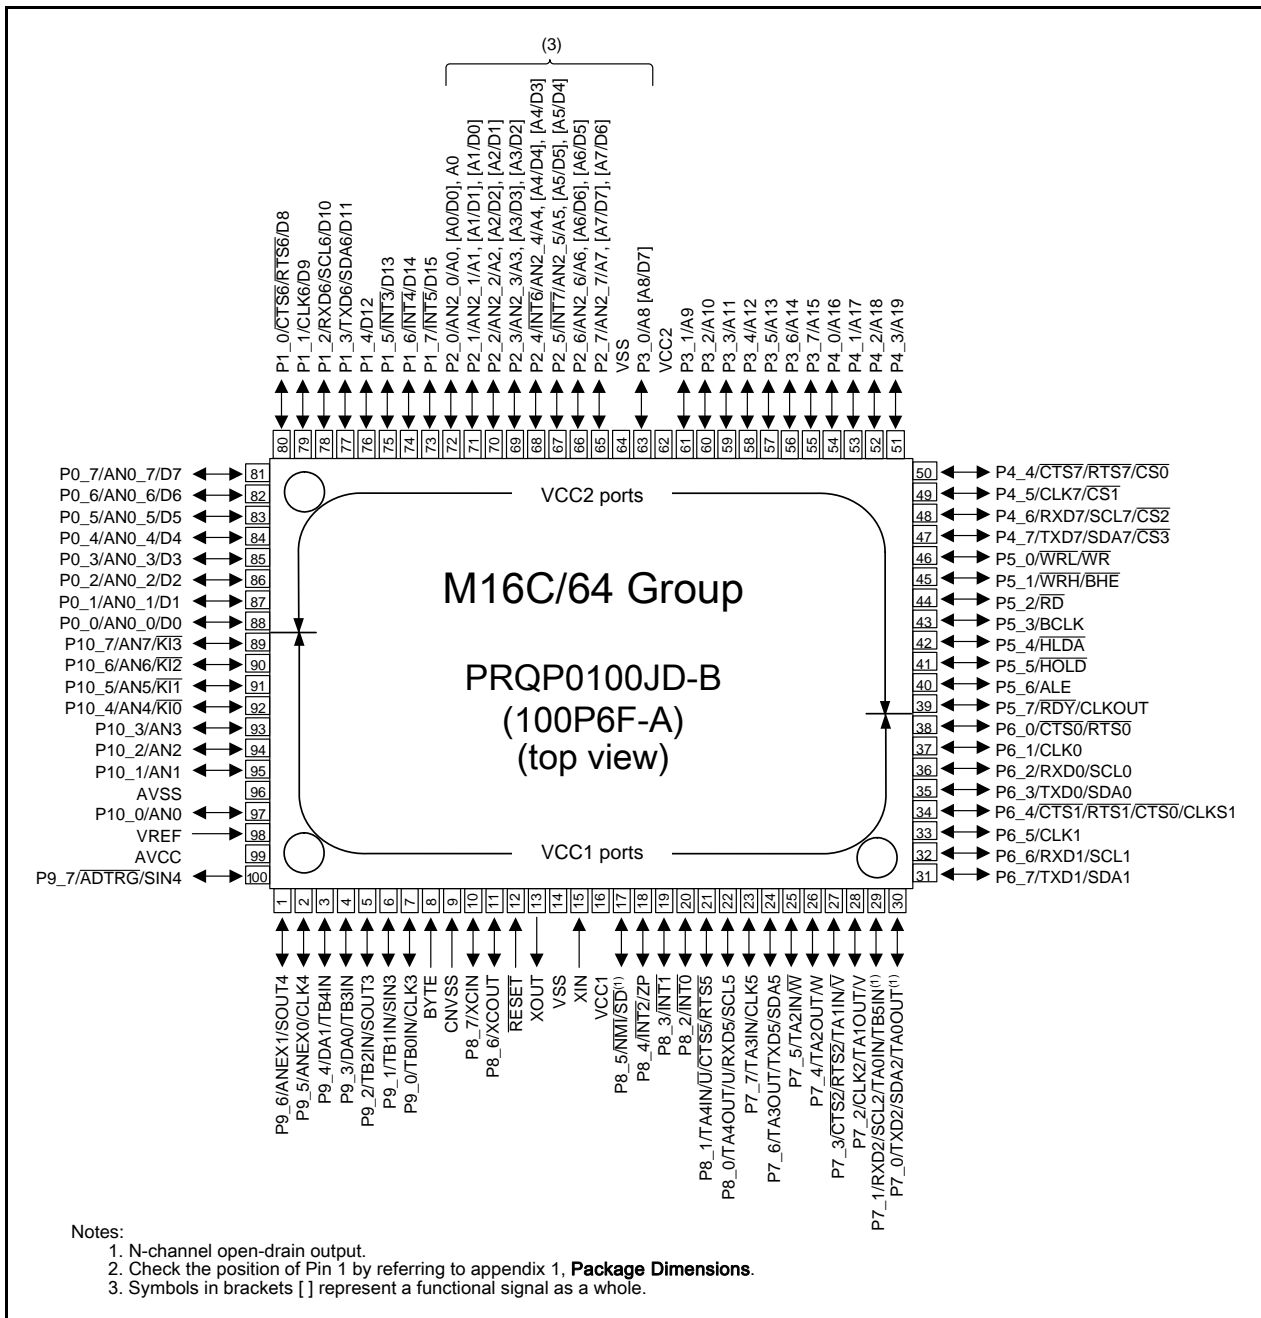 (3)
P1_0/CTS6/RTS6/D8
P1_1/CLK6/D9
P1_2/RXD6/SCL6/D10
P1_3/TXD6/SDA6/D11
P1_4/D12
P1_5/INT3/D13
P1_6/INT4/D14
P1_7/INT5/D15
P2_0/AN2_0/A0, [A0/D0], A0
P2_1/AN2_1/A1, [A1/D1], [A1/D0]
P2_2/AN2_2/A2, [A2/D2], [A2/D1]
P2_3/AN2_3/A3, [A3/D3], [A3/D2]
P2_4/INT6/AN2_4/A4, [A4/D4], [A4/D3]
P2_5/INT7/AN2_5/A5, [A5/D5], [A5/D4]
P2_6/AN2_6/A6, [A6/D6], [A6/D5]
P2_7/AN2_7/A7, [A7/D7], [A7/D6]
VSS
P3_0/A8 [A8/D7]
VCC2
P3_1/A9
P3_2/A10
P3_3/A11
P3_4/A12
P3_5/A13
P3_6/A14
P3_7/A15
P4_0/A16
P4_1/A17
P4_2/A18
P4_3/A19
80 79 78 77 76 75 74 73 72 71 70 69 68 67 66 65 64 63 62 61 60 59 58 57 56 55 54 53 52 51
P0_7/AN0_7/D7 81
P0_6/AN0_6/D6 82
P0_5/AN0_5/D5 83
P0_4/AN0_4/D4 84
P0_3/AN0_3/D3 85
P0_2/AN0_2/D2 86
P0_1/AN0_1/D1 87
P0_0/AN0_0/D0 88
P10_7/AN7/KI3 89
P10_6/AN6/KI2 90
P10_5/AN5/KI1 91
P10_4/AN4/KI0 92
P10_3/AN3 93
P10_2/AN2 94
P10_1/AN1 95
AVSS 96
P10_0/AN0 97
VREF 98
AVCC 99
P9_7/ADTRG/SIN4 100
VCC2 ports
M16C/64 Group
PRQP0100JD-B
(100P6F-A)
(top view)
VCC1 ports
50 P4_4/CTS7/RTS7/CS0
49 P4_5/CLK7/CS1
48 P4_6/RXD7/SCL7/CS2
47 P4_7/TXD7/SDA7/CS3
46 P5_0/WRL/WR
45 P5_1/WRH/BHE
44 P5_2/RD
43 P5_3/BCLK
42 P5_4/HLDA
41 P5_5/HOLD
40 P5_6/ALE
39 P5_7/RDY/CLKOUT
38 P6_0/CTS0/RTS0
37 P6_1/CLK0
36 P6_2/RXD0/SCL0
35 P6_3/TXD0/SDA0
34 P6_4/CTS1/RTS1/CTS0/CLKS1
33 P6_5/CLK1
32 P6_6/RXD1/SCL1
31 P6_7/TXD1/SDA1
1 2 3 4 5 6 7 8 9 10 11 12 13 14 15 16 17 18 19 20 21 22 23 24 25 26 27 28 29 30
P9_6/ANEX1/SOUT4
P9_5/ANEX0/CLK4
P9_4/DA1/TB4IN
P9_3/DA0/TB3IN
P9_2/TB2IN/SOUT3
P9_1/TB1IN/SIN3
P9_0/TB0IN/CLK3
BYTE
CNVSS
P8_7/XCIN
P8_6/XCOUT
RESET
XOUT
VSS
XIN
VCC1
P8_5/NMI/SD(1)
P8_4/INT2/ZP
P8_3/INT1
P8_2/INT0
P8_1/TA4IN/U/CTS5/RTS5
P8_0/TA4OUT/U/RXD5/SCL5
P7_7/TA3IN/CLK5
P7_6/TA3OUT/TXD5/SDA5
P7_5/TA2IN/W
P7_4/TA2OUT/W
P7_3/CTS2/RTS2/TA1IN/V
P7_2/CLK2/TA1OUT/V
P7_1/RXD2/SCL2/TA0IN/TB5IN(1)
P7_0/TXD2/SDA2/TA0OUT(1)
Notes:
1. N-channel open-drain output.
2. Check the position of Pin 1 by referring to appendix 1, Package Dimensions.
3. Symbols in brackets [ ] represent a functional signal as a whole.